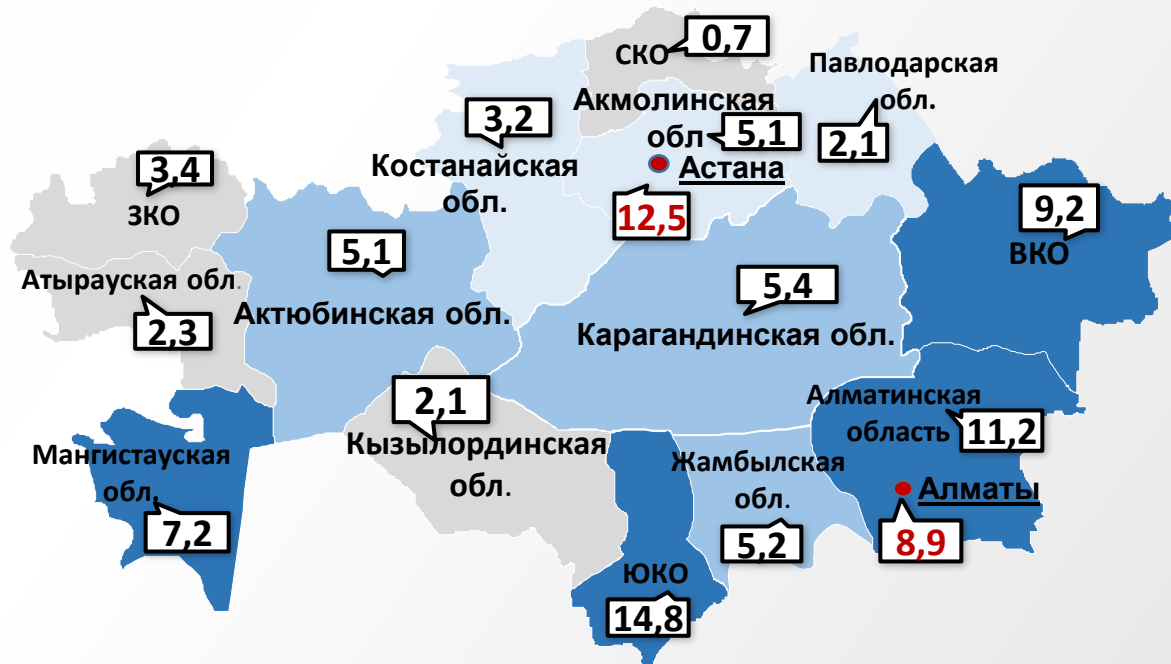 0,7
СКО
Павлодарская
обл.
2,1
Акмолинская
обл
5,1
Астана
12,5
3,2
Костанайская
обл.
3,4
ЗКО
9,2
ВКО
5,1
Актюбинская обл.
Атырауская обл.
2,3
5,4
Карагандинская обл.
2,1
Кызылординская
обл.
Алматинская
область
11,2
Мангистауская
обл.
7,2
Жамбылская
обл.
5,2
Алматы
8,9
ЮКО
14,8